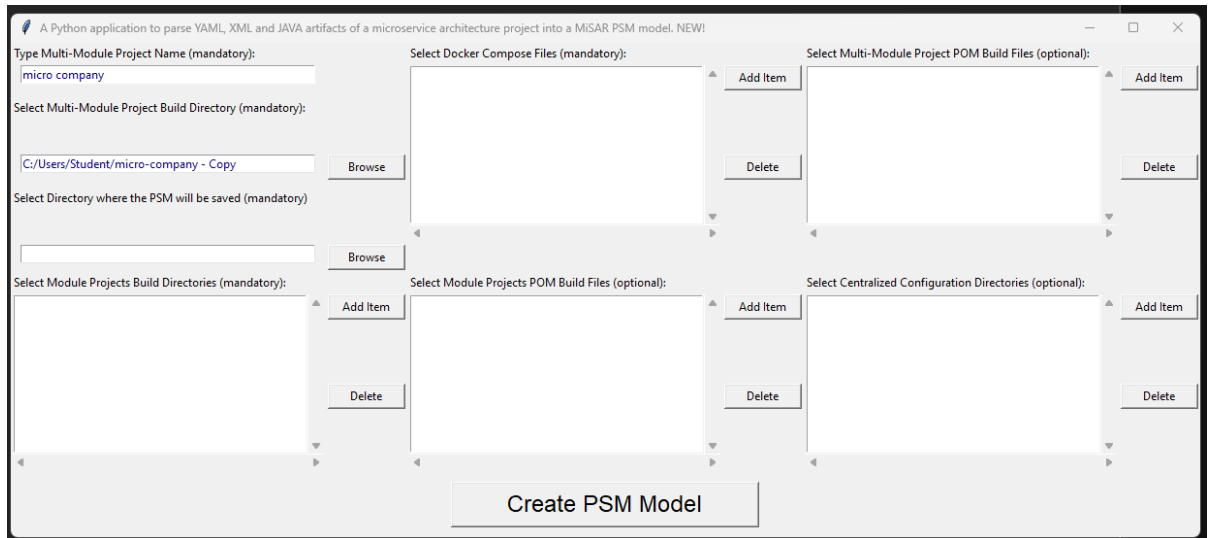 A Python application to parse YAML, XML and JAVA artifacts of a microservice architecture project into a MiSAR PSM model. NEW!
Type Multi-Module Project Name (mandatory):
micro company
Select Multi-Module Project Build Directory (mandatory):
C:/Users/Student/micro-company - Copy
Browse
Select Directory where the PSM will be saved (mandatory)
Browse
Select Docker Compose Files (mandatory):
Add Item
Delete
Select Multi-Module Project POM Build Files (optional):
Add Item
Delete
Select Module Projects Build Directories (mandatory):
Add Item
Delete
Select Module Projects POM Build Files (optional):
Add Item
Delete
Select Centralized Configuration Directories (optional):
Add Item
Delete
Create PSM Model